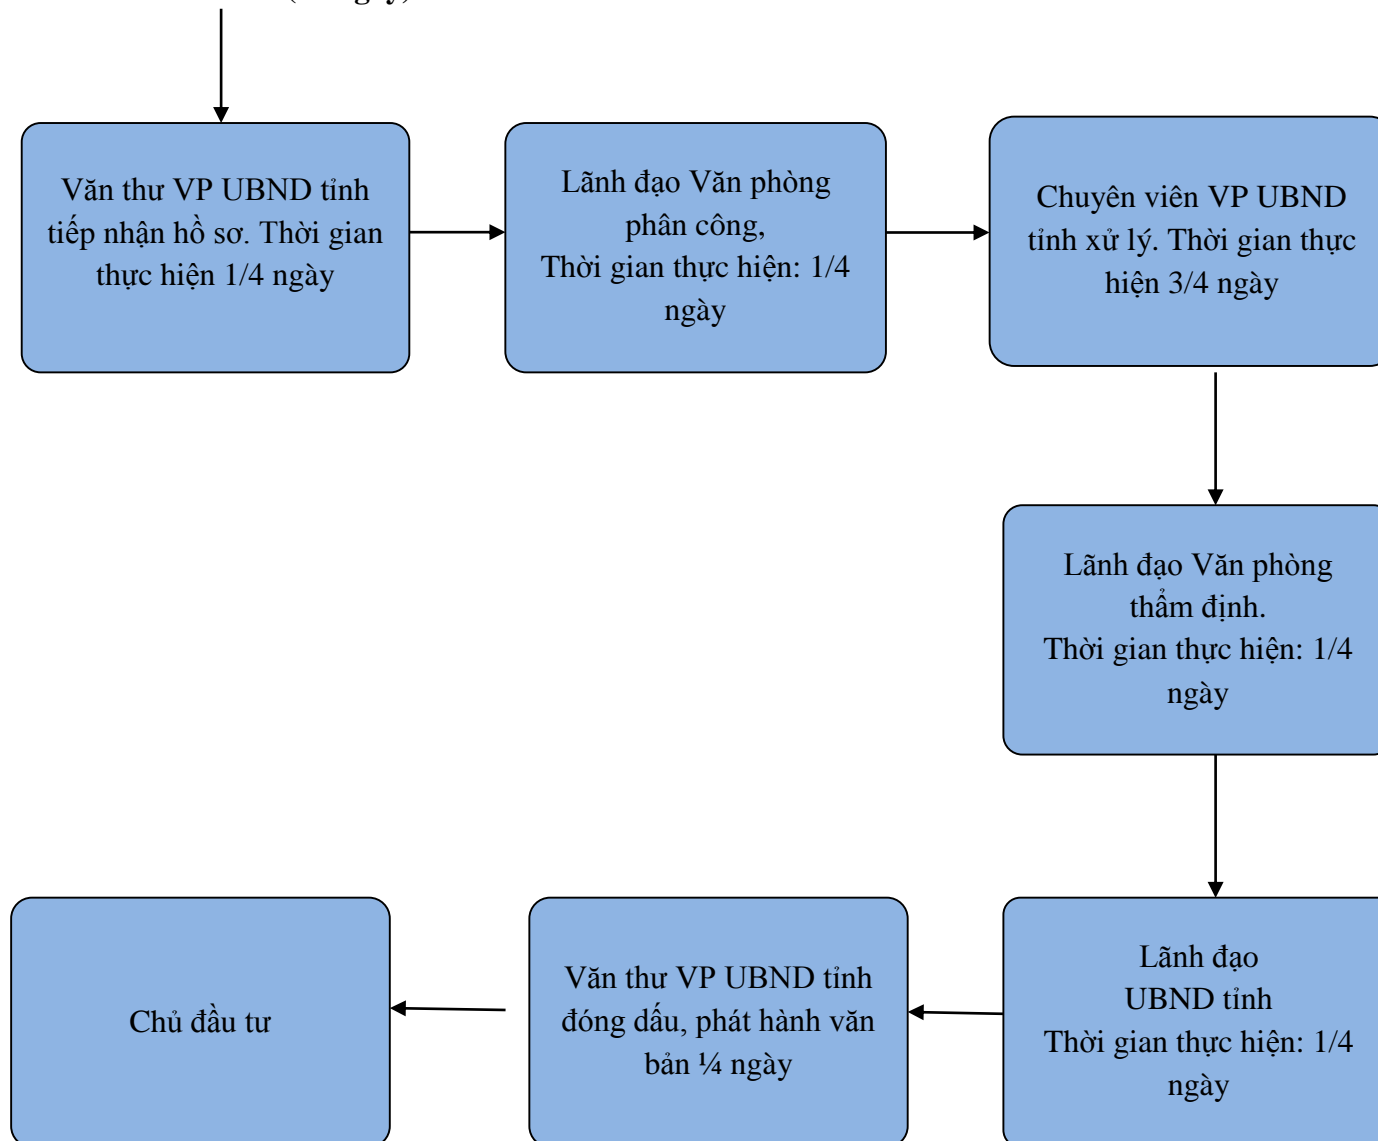 Văn thư VP UBND tỉnh
tiếp nhận hồ sơ. Thời gian
thực hiện 1/4 ngày
Lãnh đạo Văn phòng
phân công,
Thời gian thực hiện: 1/4
ngày
Chuyên viên VP UBND
tỉnh xử lý. Thời gian thực
hiện 3/4 ngày
Lãnh đạo Văn phòng
thẩm định.
Thời gian thực hiện: 1/4
ngày
Lãnh đạo
UBND tỉnh
Thời gian thực hiện: 1/4
ngày
Văn thư VP UBND tỉnh
đóng dấu, phát hành văn
bản ¼ ngày
Chủ đầu tư